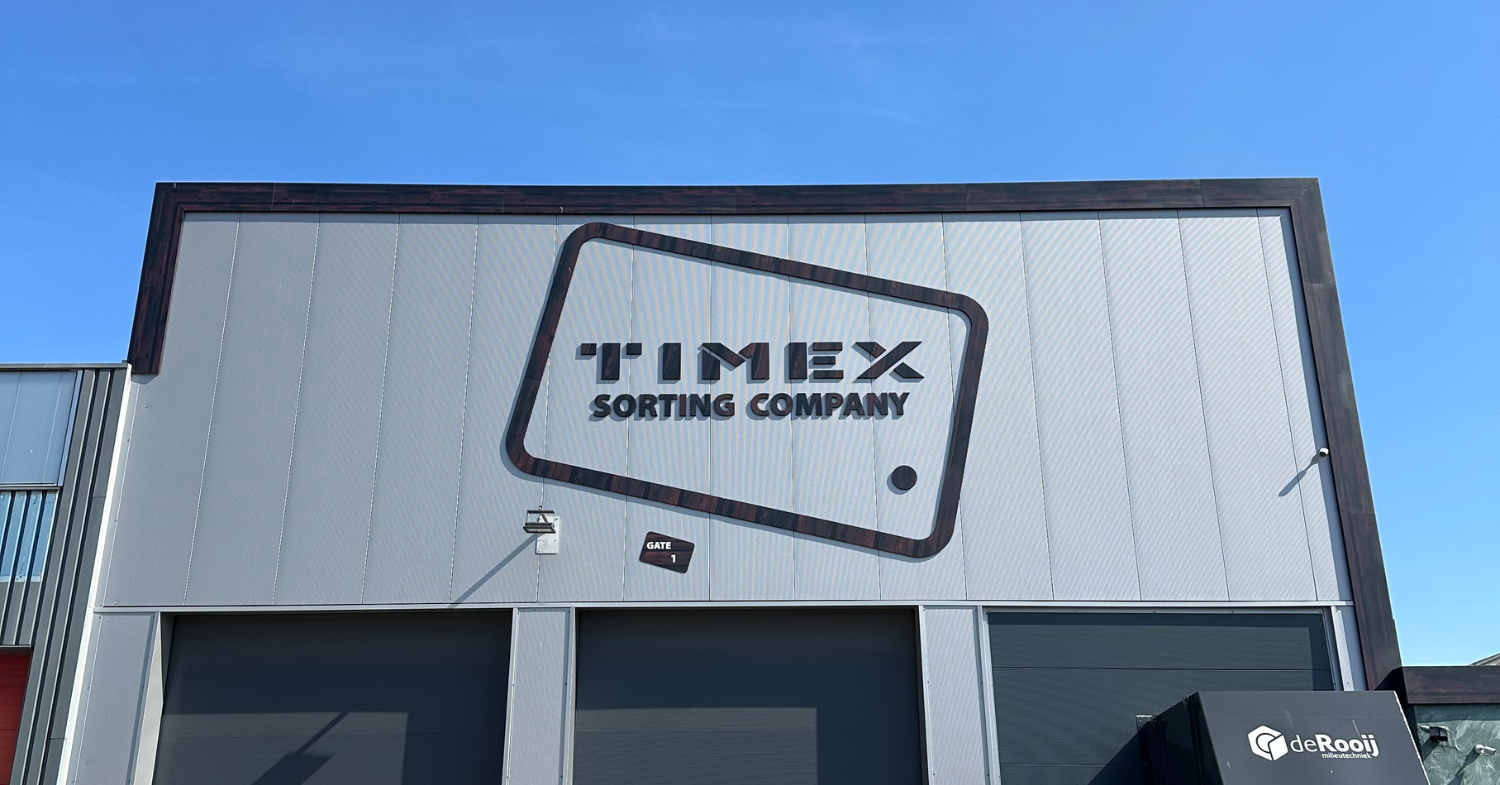 TIMEX
SORTING COMPANY
GATE
1
deRooij
milieutechniek